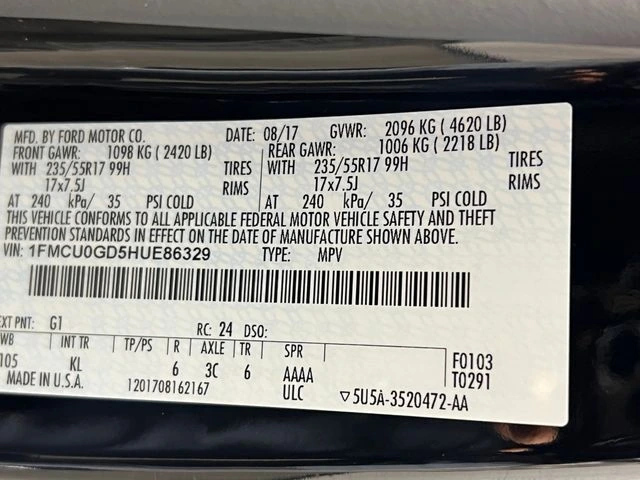 MFD. BY FORD MOTOR CO. DATE: 08/17 GVWR: 2096 KG ( 4620 LB)
FRONT GAWR: 1098 KG ( 2420 LB) REAR GAWR: 1006 KG ( 2218 LB)
WITH 235/55R17 99H TIRES WITH 235/55R17 99H TIRES
17x7.5J RIMS 17x7.5J RIMS
AT 240 kPa/ 35 PSI COLD AT 240 kPa/ 35 PSI COLD
THIS VEHICLE CONFORMS TO ALL APPLICABLE FEDERAL MOTOR VEHICLE SAFETY AND THEFT
PREVENTION STANDARDS IN EFFECT ON THE DATE OF MANUFACTURE SHOWN ABOVE.
VIN: 1FMCU0GD5HUE86329 TYPE: MPV
EXT PNT: G1 RC: 24 DSO:
WB INT TR TP/PS R AXLE TR SPR
105 KL 6 3C 6 AAAA F0103
MADE IN U.S.A. 1201708162167 ULC ▽5U5A-3520472-AA T0291